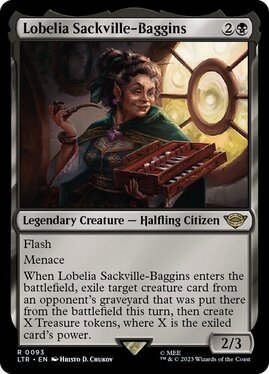 Lobelia Sackville-Baggins 2
Legendary Creature — Halfling Citizen
Flash
Menace
When Lobelia Sackville-Baggins enters the
battlefield, exile target creature card from
an opponent's graveyard that was put there
from the battlefield this turn, then create
X Treasure tokens, where X is the exiled
card's power.
2/3
R 0093
LTR • EN Hristo D. Chukov
© MEE
™ & © 2023 Wizards of the Coast